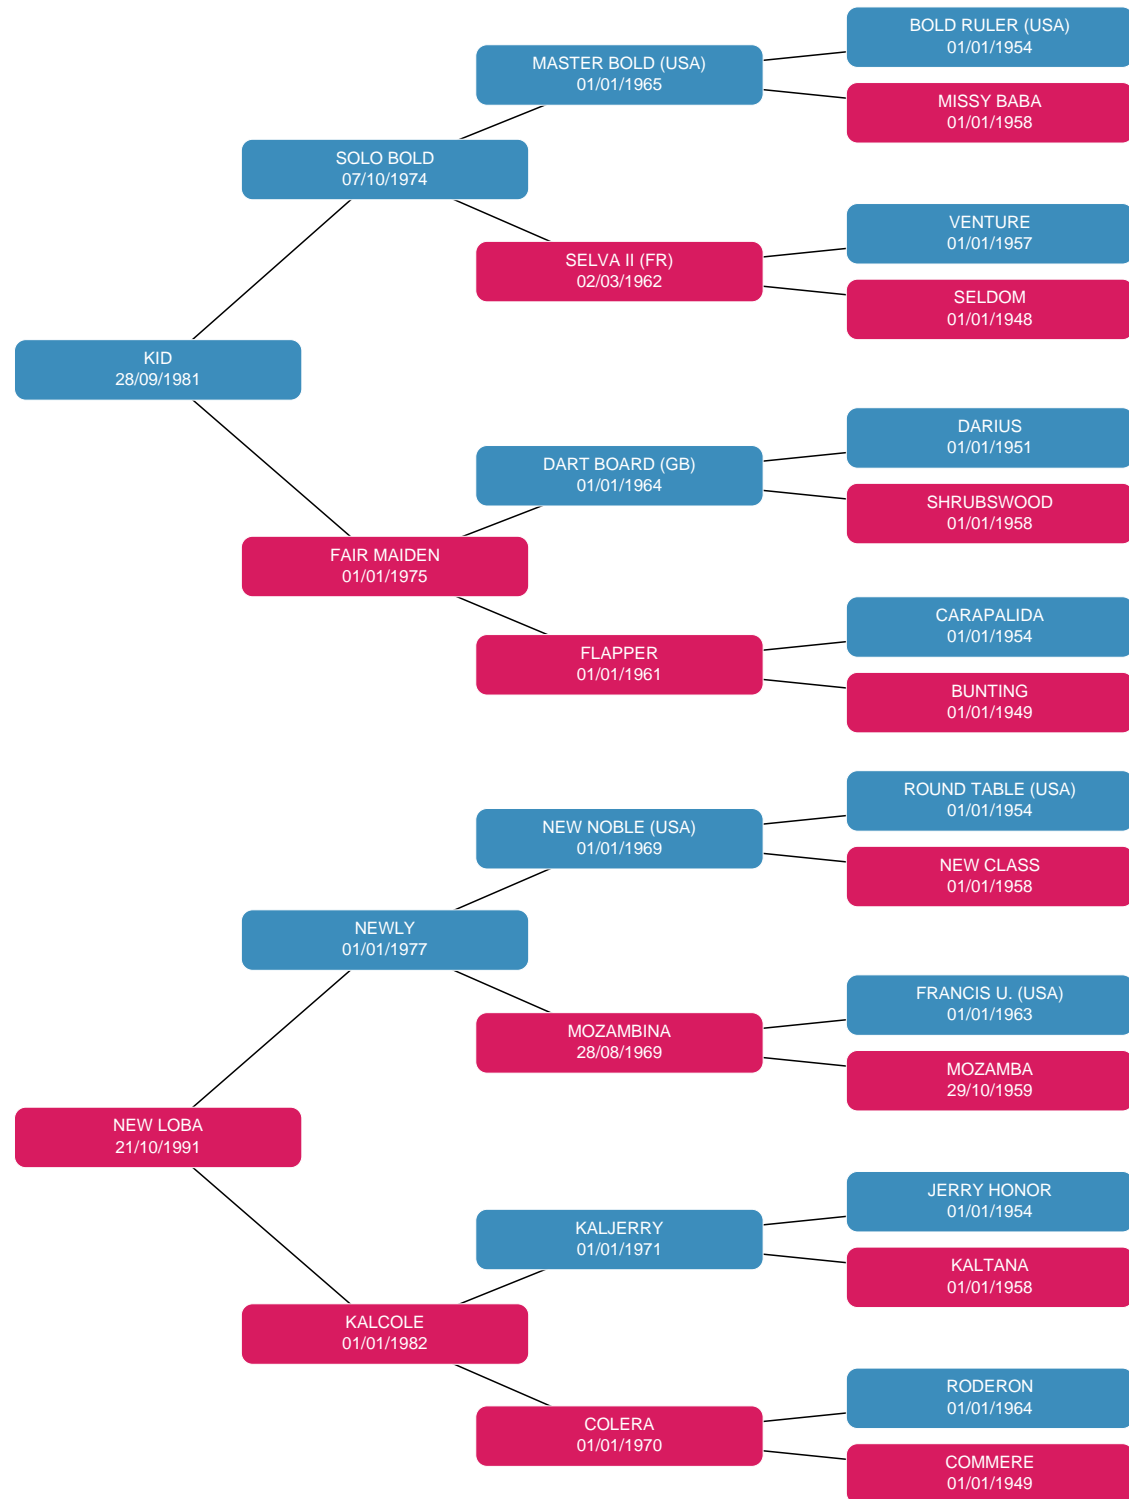 BOLD RULER (USA)
01/01/1954
MASTER BOLD (USA)
01/01/1965
MISSY BABA
01/01/1958
SOLO BOLD
07/10/1974
VENTURE
01/01/1957
SELVA II (FR)
02/03/1962
SELDOM
01/01/1948
KID
28/09/1981
DARIUS
01/01/1951
DART BOARD (GB)
01/01/1964
SHRUBSWOOD
01/01/1958
FAIR MAIDEN
01/01/1975
CARAPALIDA
01/01/1954
FLAPPER
01/01/1961
BUNTING
01/01/1949
ROUND TABLE (USA)
01/01/1954
NEW NOBLE (USA)
01/01/1969
NEW CLASS
01/01/1958
NEWLY
01/01/1977
FRANCIS U. (USA)
01/01/1963
MOZAMBINA
28/08/1969
MOZAMBA
29/10/1959
NEW LOBA
21/10/1991
JERRY HONOR
01/01/1954
KALJERRY
01/01/1971
KALTANA
01/01/1958
KALCOLE
01/01/1982
RODERON
01/01/1964
COLERA
01/01/1970
COMMERE
01/01/1949